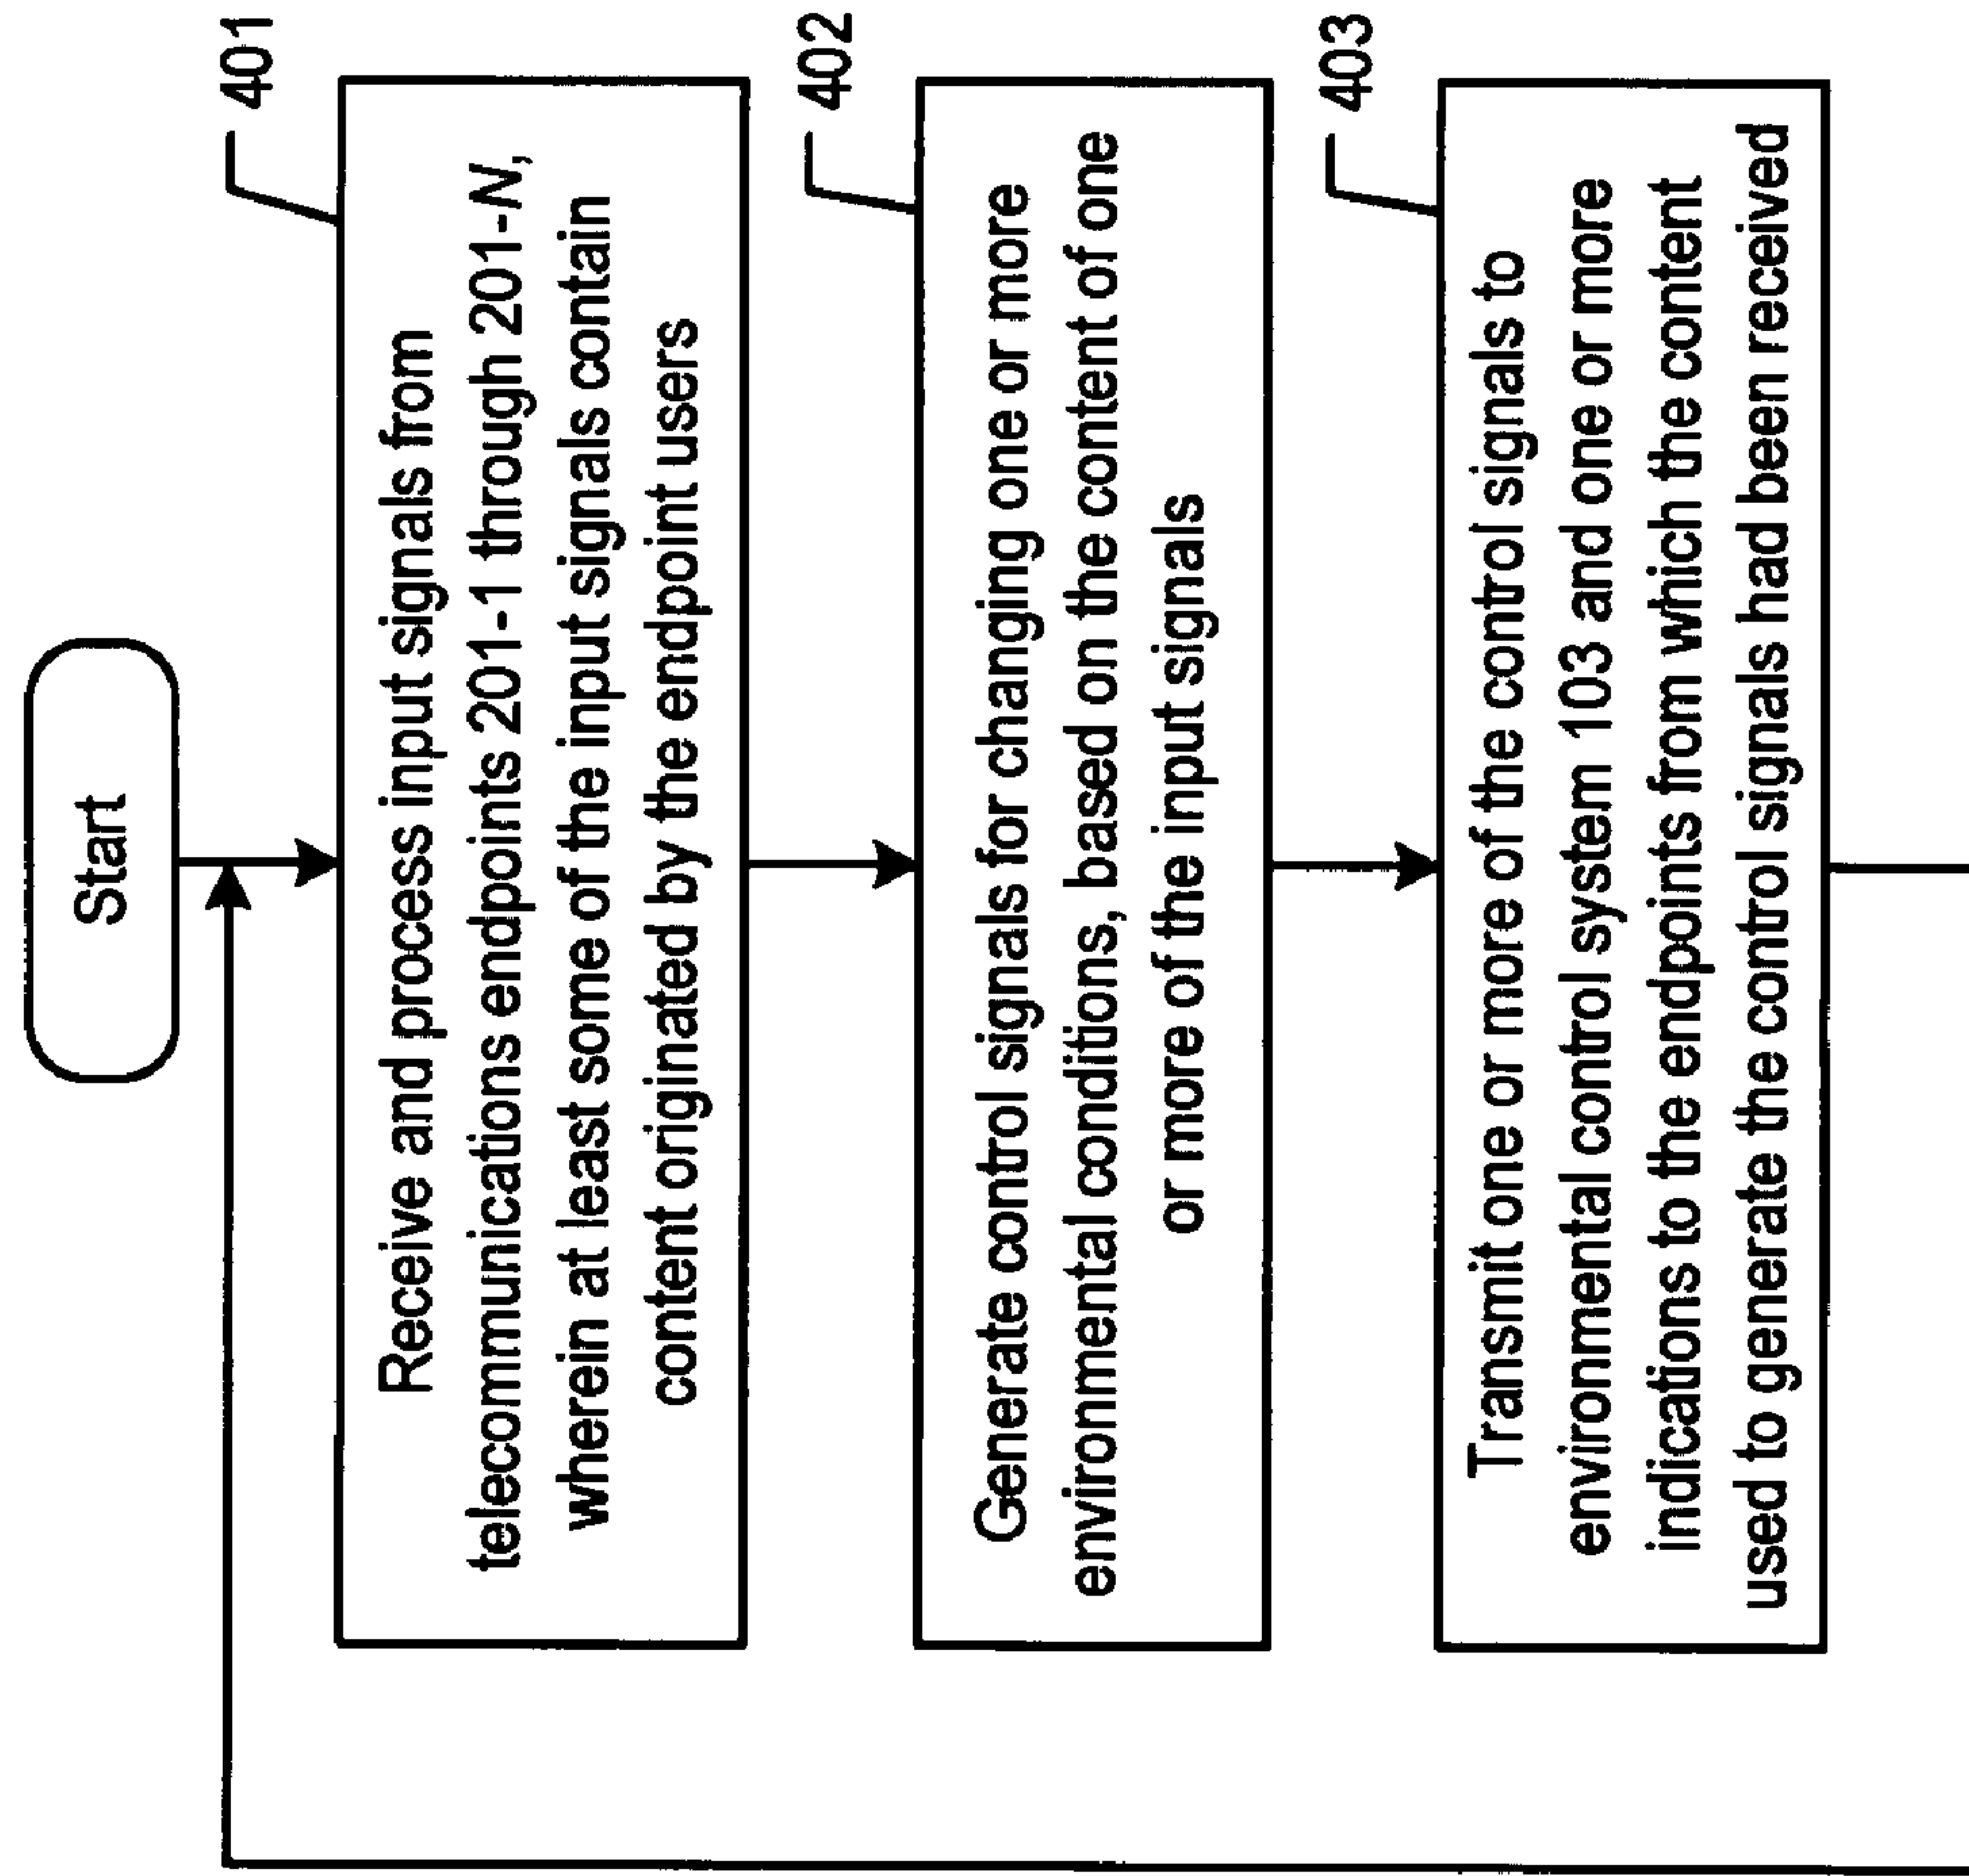 Start
401
Receive and process input signals from
telecommunications endpoints 201-1 through 201-N,
wherein at least some of the input signals contain
content originated by the endpoint users
402
Generate control signals for changing one or more
environmental conditions, based on the content of one
or more of the input signals
403
Transmit one or more of the control signals to
environmental control system 103 and one or more
indications to the endpoints from which the content
used to generate the control signals had been received